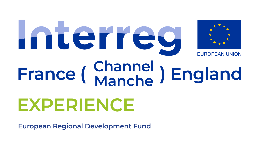 Interreg
EUROPEAN UNION
France ( Channel Manche ) England
EXPERIENCE
European Regional Development Fund